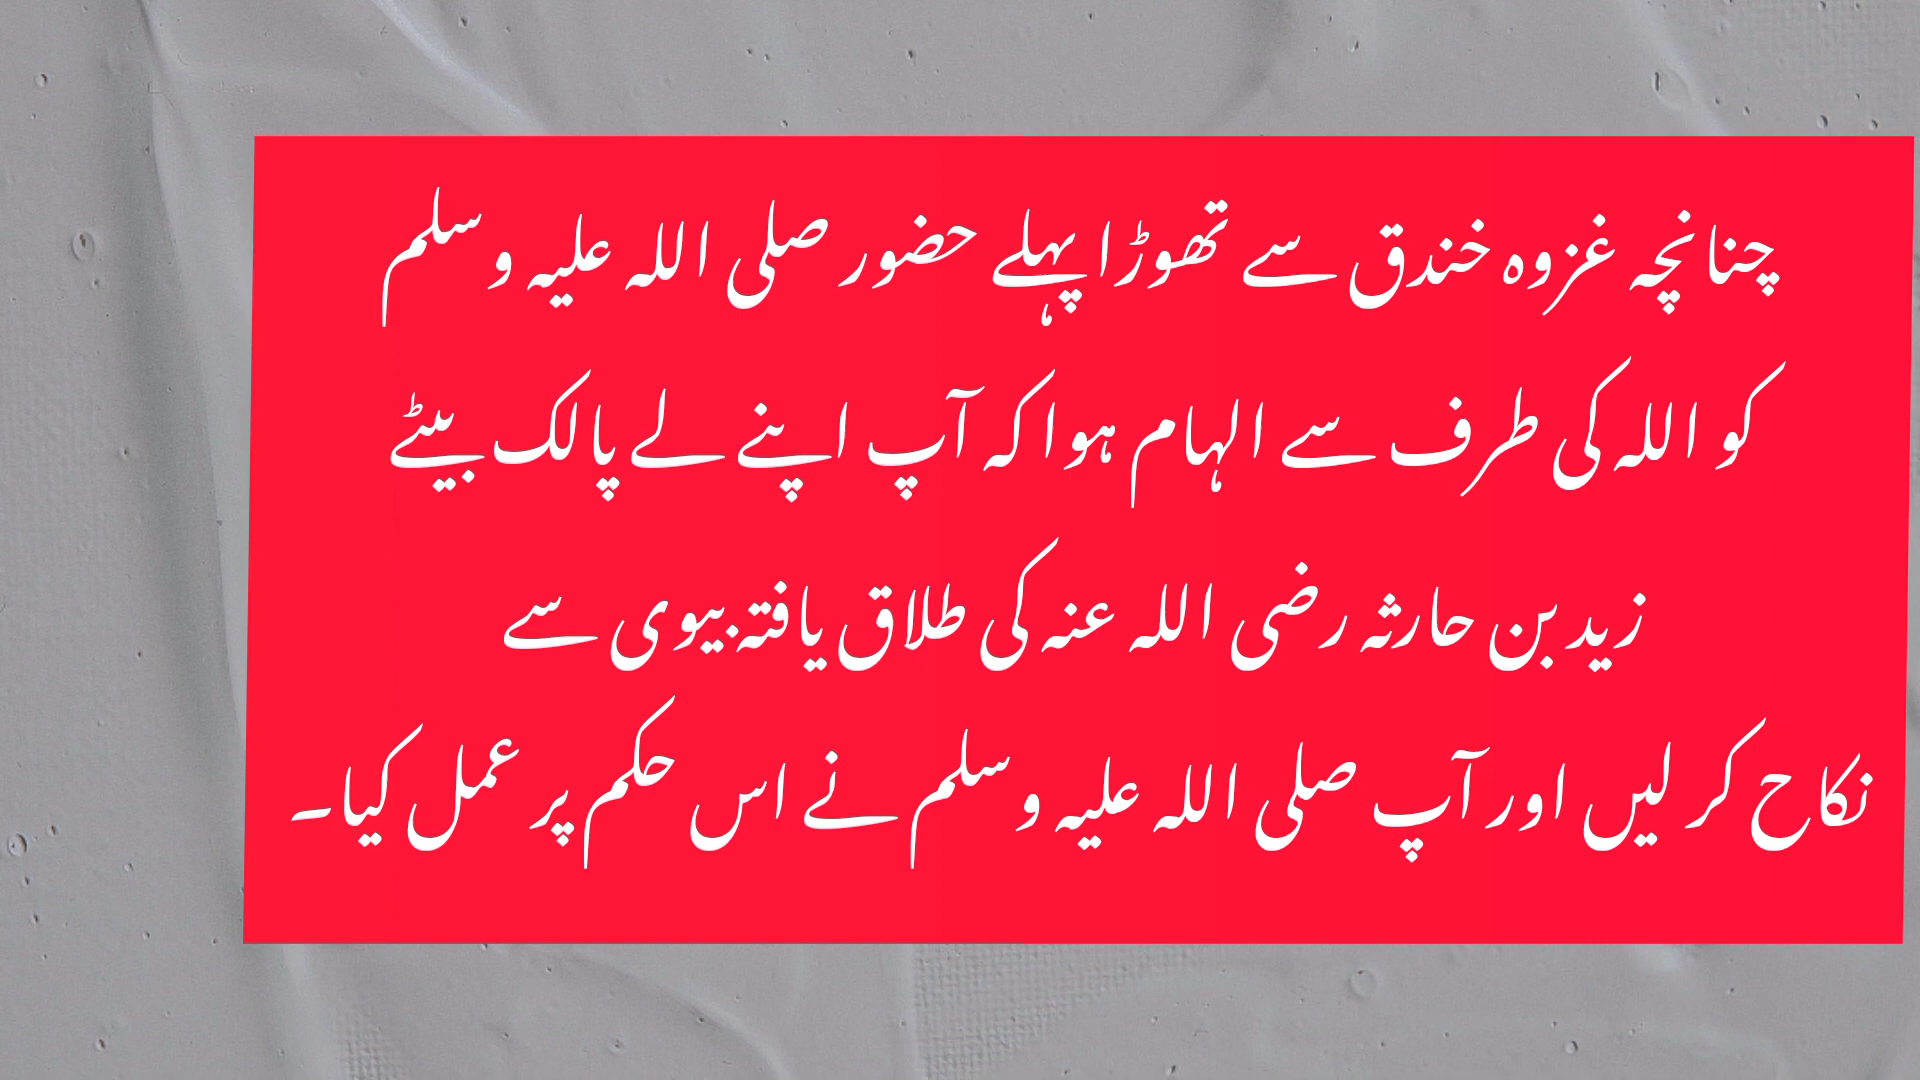 چنانچہ غزوہ خندق سے تھوڑا پہلے حضور صلی اللہ علیہ وسلم
کو اللہ کی طرف سے الہام ہوا کہ آپ اپنے لے پالک بیٹے
زید بن حارثہ رضی اللہ عنہ کی طلاق یافتہ بیوی سے
نکاح کر لیں اور آپ صلی اللہ علیہ وسلم نے اس حکم پر عمل کیا۔